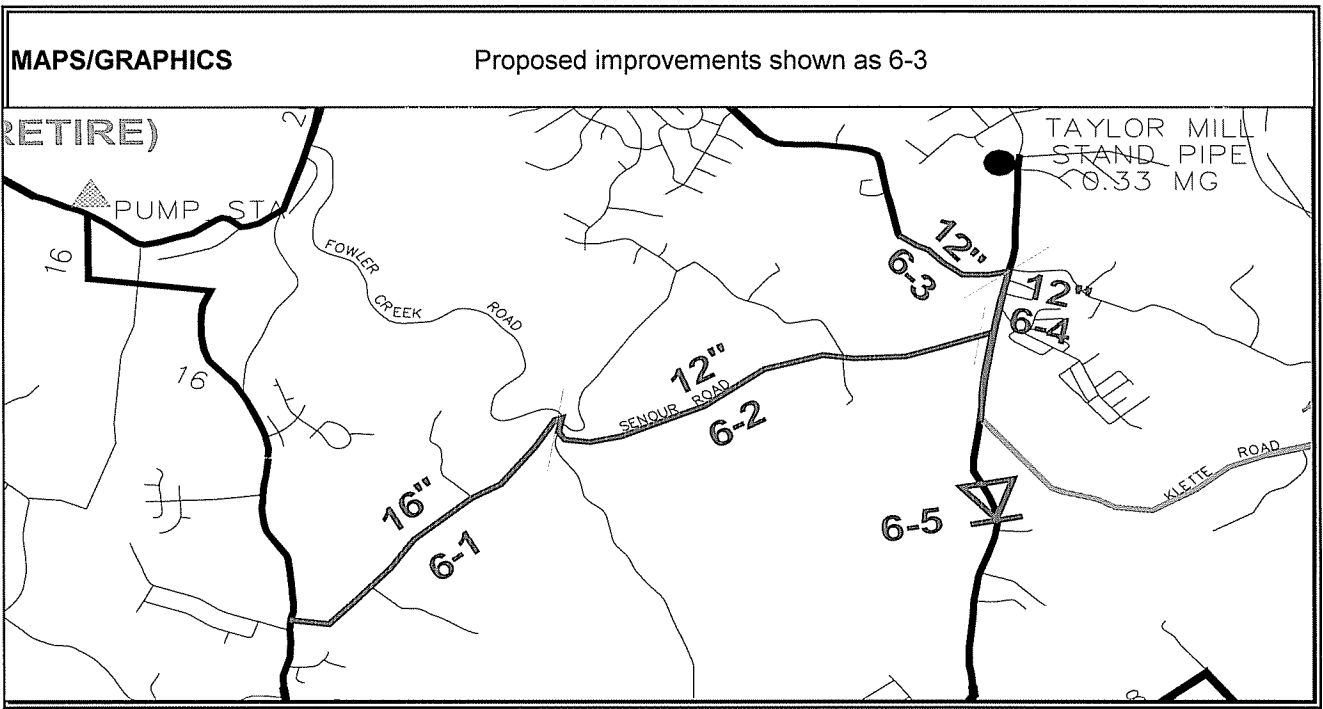 MAPS/GRAPHICS
Proposed improvements shown as 6-3
RETIRE)
2
PUMP STA
16
16
FOWLER
CREEK
ROAD
TAYLOR MILL
STAND PIPE
0.33 MG
12"
6-3
12"
6-4
12"
SENOUR ROAD
6-2
16"
6-1
6-5
KLETTE ROAD